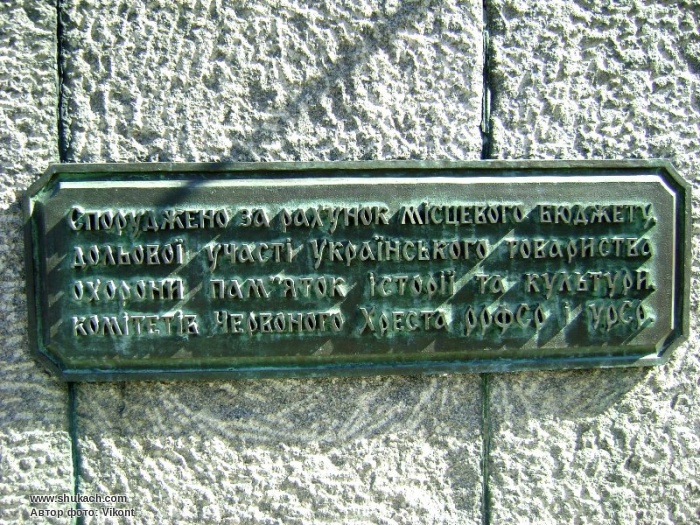 Споруджено за рахунок місцевого бюджету,
дольової участі Українського товариства
охорони пам'яток історії та культури
комітетів Червоного Хреста РРФСР і УРСР.
www.shukach.com
Автор фото: Vikont